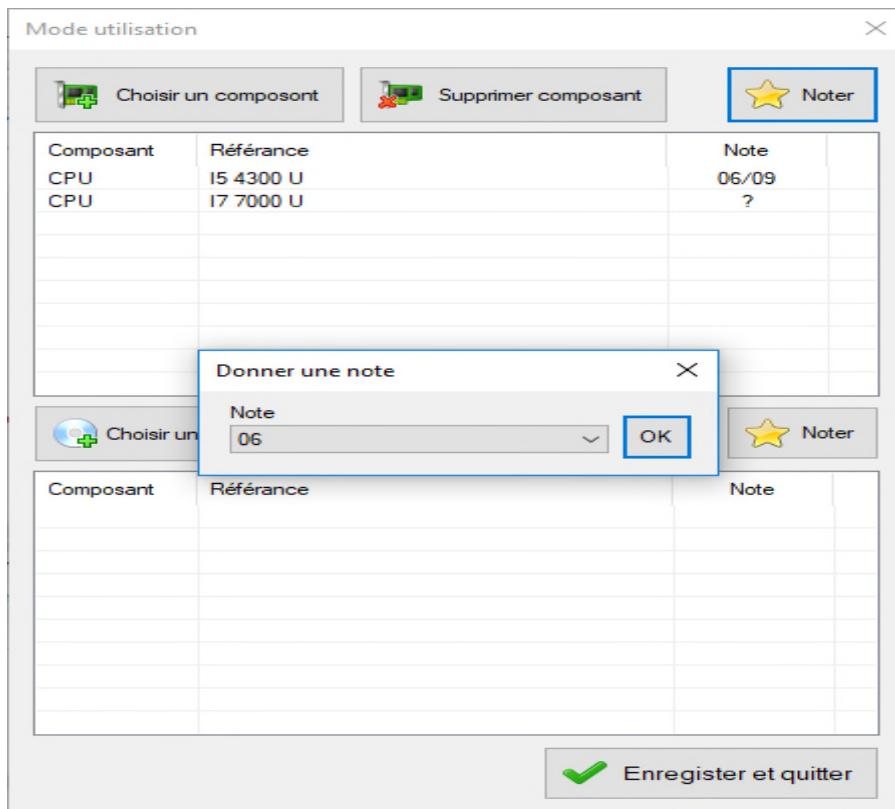 Mode utilisation
Choisir un composont
Supprimer composant
Noter
Composant Référance Note
CPU I5 4300 U 06/09
CPU I7 7000 U ?
Donner une note
Note
06
OK
Choisir un
Noter
Composant Référance Note
Enregister et quitter